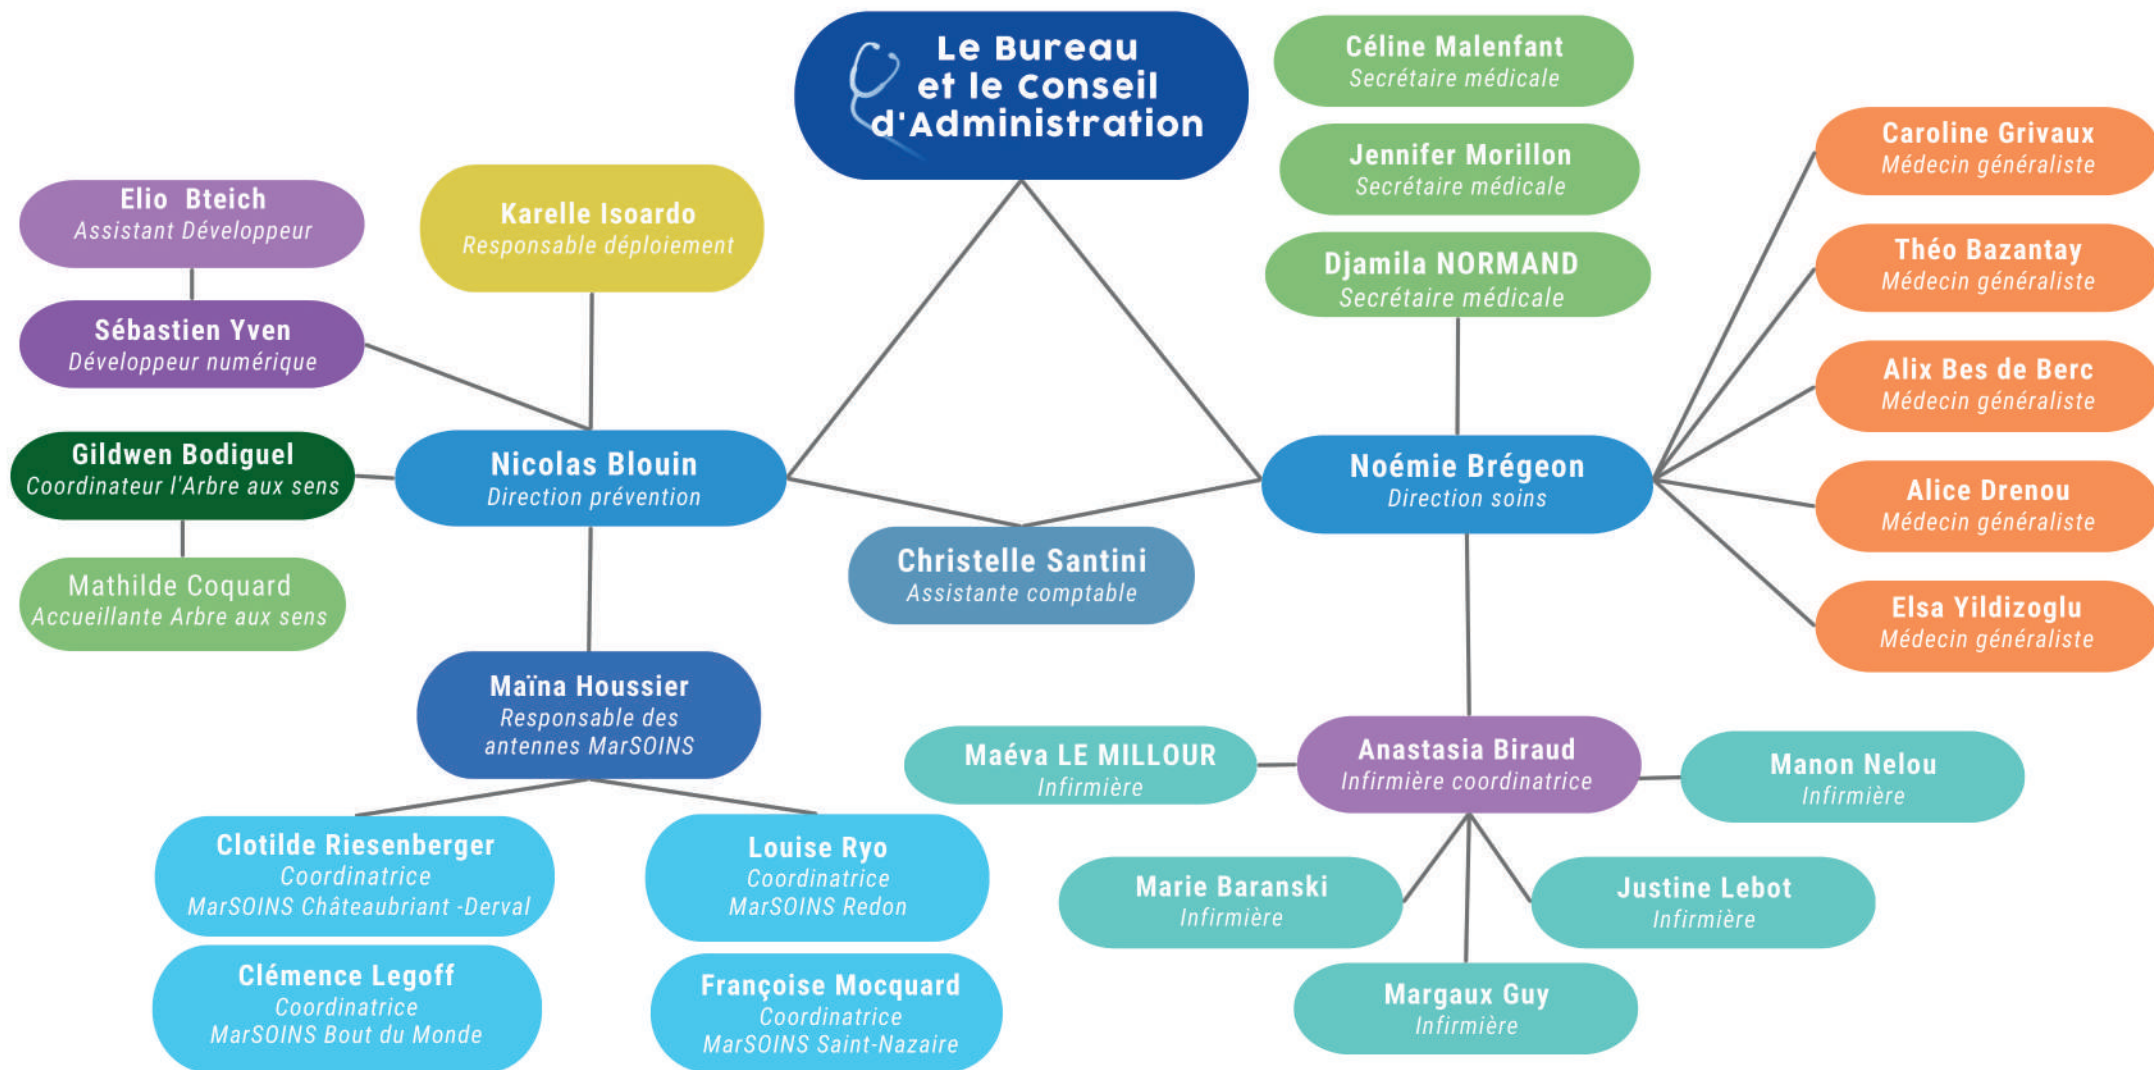 Le Bureau
et le Conseil
d'Administration
Céline Malenfant
Secrétaire médicale
Jennifer Morillon
Secrétaire médicale
Djamila NORMAND
Secrétaire médicale
Caroline Grivaux
Médecin généraliste
Théo Bazantay
Médecin généraliste
Alix Bes de Berc
Médecin généraliste
Alice Drenou
Médecin généraliste
Elsa Yildizoglu
Médecin généraliste
Elio Bteich
Assistant Développeur
Karelle Isoardo
Responsable déploiement
Sébastien Yven
Développeur numérique
Gildwen Bodiguel
Coordinateur l'Arbre aux sens
Nicolas Blouin
Direction prévention
Noémie Brégeon
Direction soins
Mathilde Coquard
Accueillante Arbre aux sens
Christelle Santini
Assistante comptable
Maïna Houssier
Responsable des
antennes MarSOINS
Clotilde Riesenberger
Coordinatrice
MarSOINS Châteaubriant -Derval
Louise Ryo
Coordinatrice
MarSOINS Redon
Clémence Legoff
Coordinatrice
MarSOINS Bout du Monde
Françoise Mocquard
Coordinatrice
MarSOINS Saint-Nazaire
Maéva LE MILLOUR
Infirmière
Anastasia Biraud
Infirmière coordinatrice
Manon Nelou
Infirmière
Marie Baranski
Infirmière
Justine Lebot
Infirmière
Margaux Guy
Infirmière